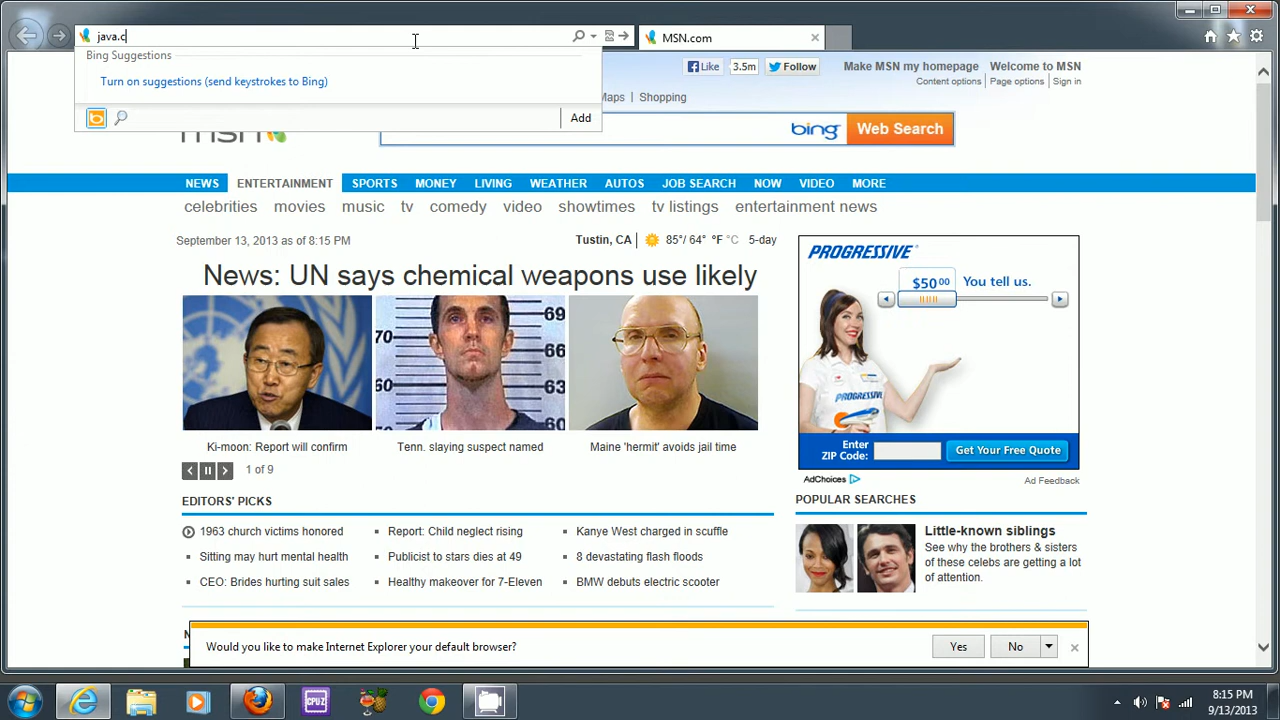 java.c
MSN.com
Bing Suggestions
Turn on suggestions (send keystrokes to Bing)
Add
Like 3.5m Follow
Make MSN my homepage Welcome to MSN
Content options Page options Sign in
Maps Shopping
msn
bing Web Search
NEWS ENTERTAINMENT SPORTS MONEY LIVING WEATHER AUTOS JOB SEARCH NOW VIDEO MORE
celebrities movies music tv comedy video showtimes tv listings entertainment news
September 13, 2013 as of 8:15 PM
Tustin, CA 85°/ 64° °F °C 5-day
News: UN says chemical weapons use likely
Ki-moon: Report will confirm
Tenn. slaying suspect named
Maine 'hermit' avoids jail time
1 of 9
PROGRESSIVE
$50.00 You tell us.
PROGRESSIVE
Enter
ZIP Code:
Get Your Free Quote
AdChoices
Ad Feedback
EDITORS' PICKS
1963 church victims honored
Sitting may hurt mental health
CEO: Brides hurting suit sales
Report: Child neglect rising
Publicist to stars dies at 49
Healthy makeover for 7-Eleven
Kanye West charged in scuffle
8 devastating flash floods
BMW debuts electric scooter
POPULAR SEARCHES
Little-known siblings
See why the brothers & sisters
of these celebs are getting a lot
of attention.
Would you like to make Internet Explorer your default browser?
Yes No
CPUZ
8:15 PM
9/13/2013